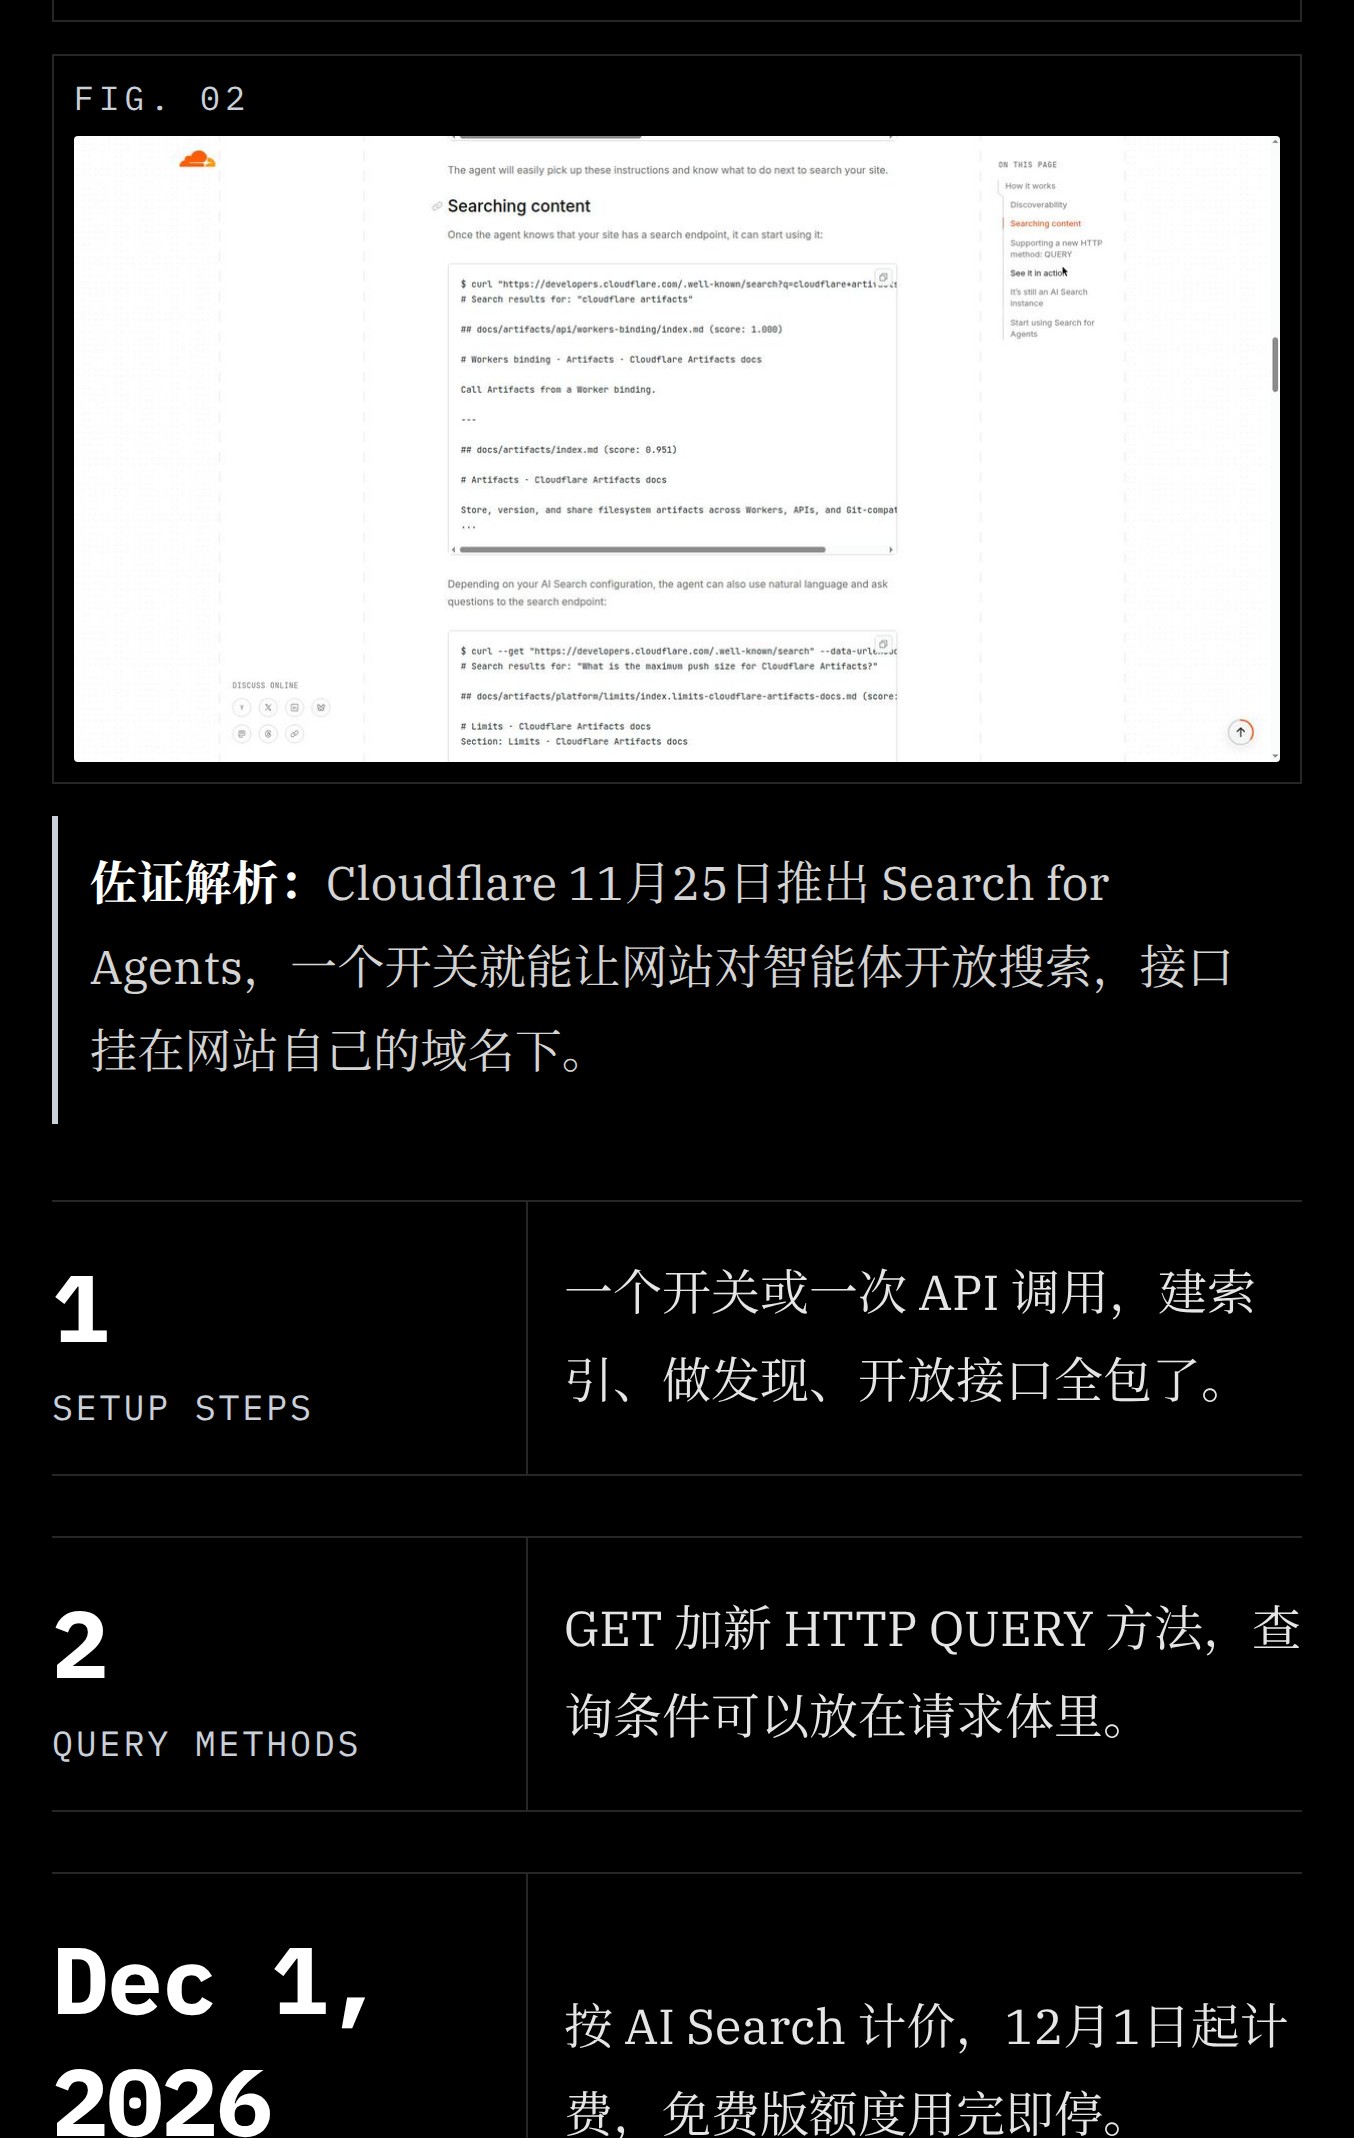 FIG. 02
The agent will easily pick up these instructions and know what to do next to search your site.
Searching content
Once the agent knows that your site has a search endpoint, it can start using it:
$ curl "https://developers.cloudflare.com/.well-known/search?q=cloudflare+artifacts
# Search results for: "cloudflare artifacts"
## docs/artifacts/api/workers-binding/index.md (score: 1.000)
# Workers binding · Artifacts · Cloudflare Artifacts docs
Call Artifacts from a Worker binding.
---
## docs/artifacts/index.md (score: 0.951)
# Artifacts · Cloudflare Artifacts docs
Store, version, and share filesystem artifacts across Workers, APIs, and Git-compat
...
Depending on your AI Search configuration, the agent can also use natural language and ask
questions to the search endpoint:
$ curl --get "https://developers.cloudflare.com/.well-known/search" --data-urlencod
# Search results for: "What is the maximum push size for Cloudflare Artifacts?"
## docs/artifacts/platform/limits/index.limits-cloudflare-artifacts-docs.md (score:
# Limits · Cloudflare Artifacts docs
Section: Limits · Cloudflare Artifacts docs
ON THIS PAGE
How it works
Discoverability
Searching content
Supporting a new HTTP
method: QUERY
See it in action
It's still an AI Search
instance
Start using Search for
Agents
DISCUSS ONLINE
佐证解析：Cloudflare 11月25日推出 Search for
Agents，一个开关就能让网站对智能体开放搜索，接口
挂在网站自己的域名下。
1
SETUP STEPS
一个开关或一次 API 调用，建索
引、做发现、开放接口全包了。
2
QUERY METHODS
GET 加新 HTTP QUERY 方法，查
询条件可以放在请求体里。
Dec 1,
2026
按 AI Search 计价，12月1日起计
费，免费版额度用完即停。